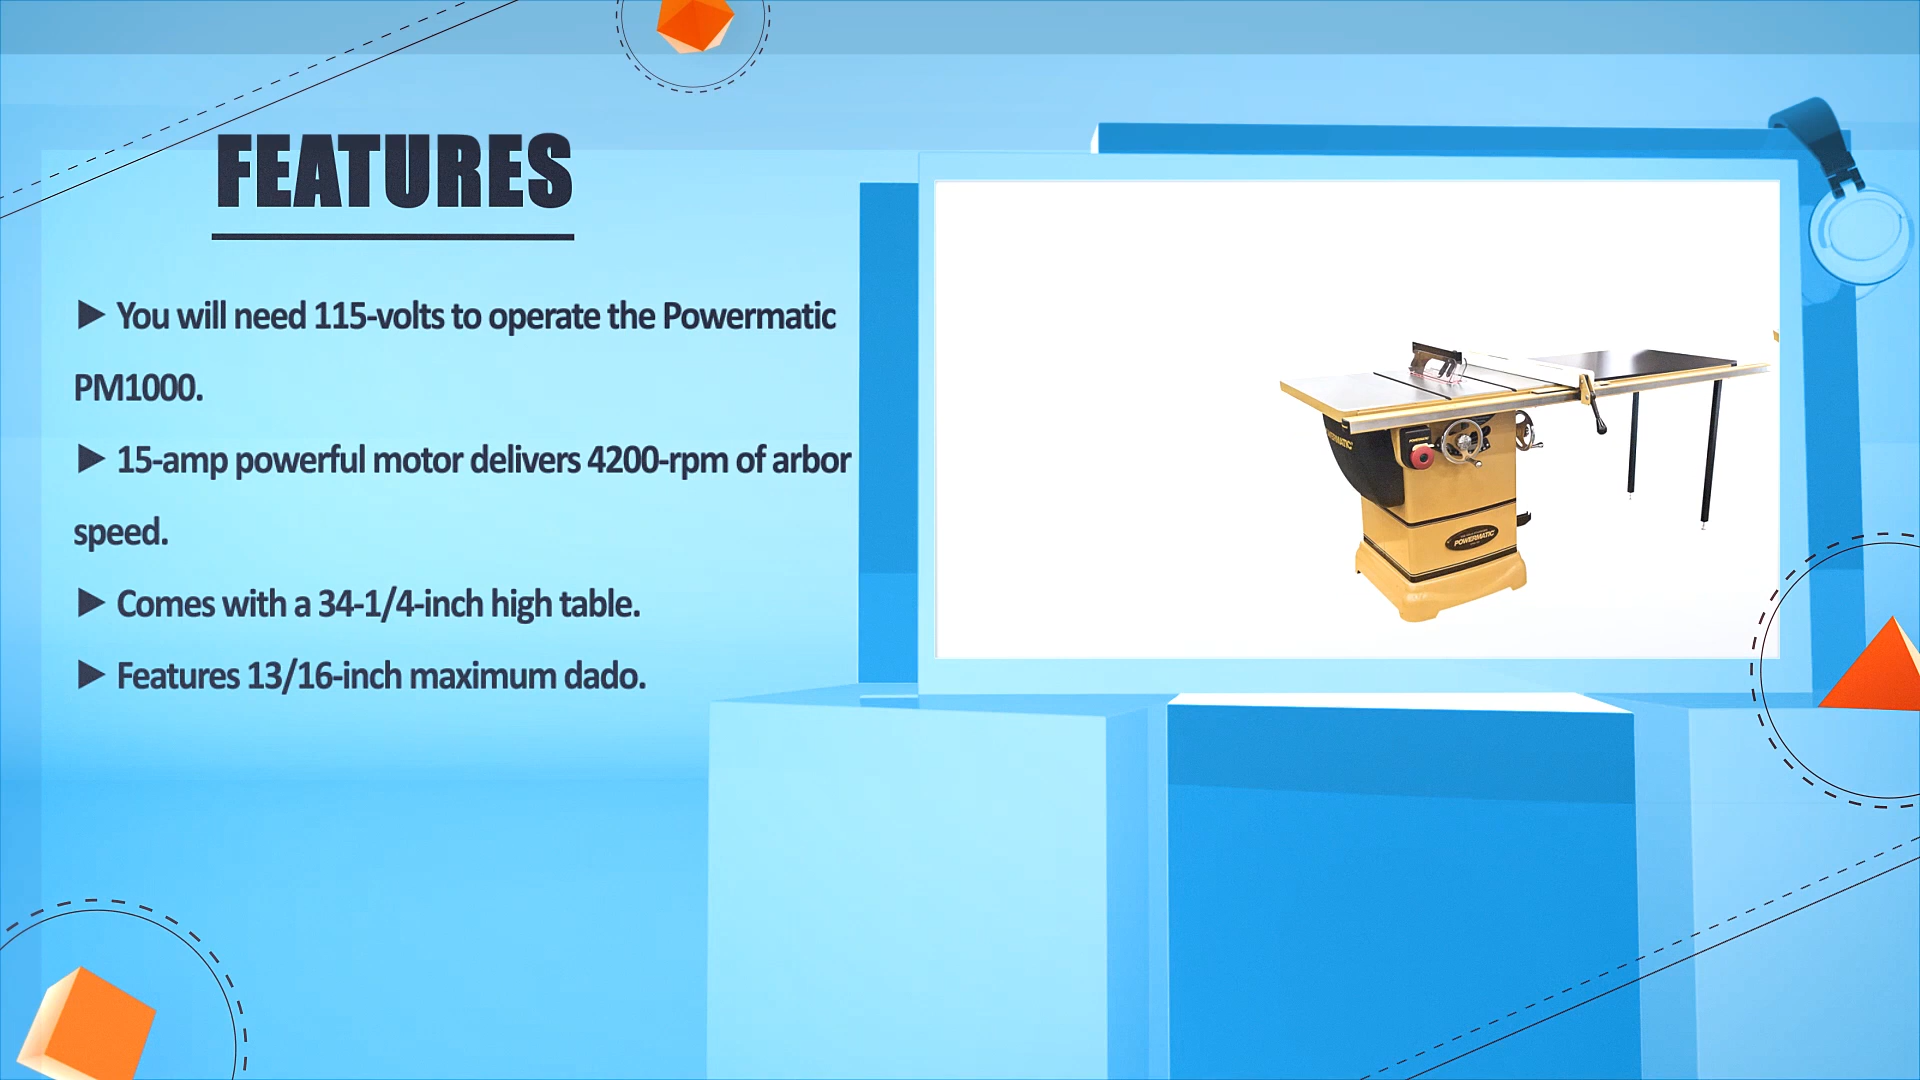 FEATURES
► You will need 115-volts to operate the Powermatic
PM1000.
► 15-amp powerful motor delivers 4200-rpm of arbor
speed.
► Comes with a 34-1/4-inch high table.
► Features 13/16-inch maximum dado.
POWERMATIC